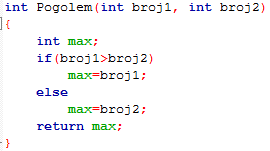 int Pogolem(int broj1, int broj2)
{
    int max;
    if(broj1>broj2)
        max=broj1;
    else
        max=broj2;
    return max;
}